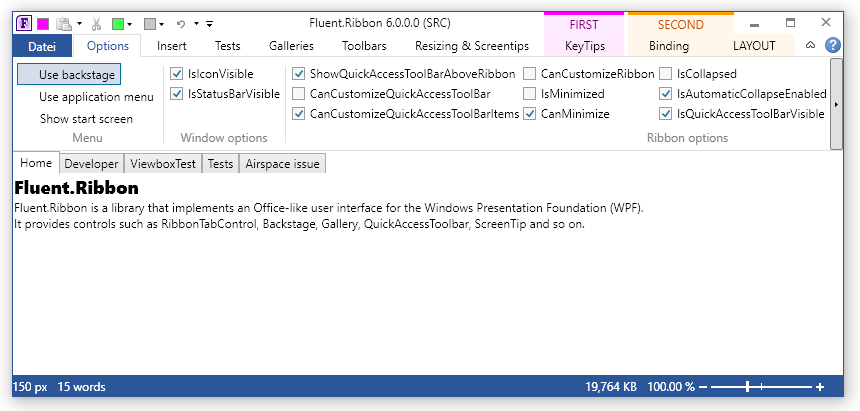 F Fluent.Ribbon 6.0.0.0 (SRC) FIRST SECOND
Datei Options Insert Tests Galleries Toolbars Resizing & Screentips KeyTips Binding LAYOUT ?
Use backstage IsIconVisible ShowQuickAccessToolBarAboveRibbon CanCustomizeRibbon IsCollapsed
Use application menu IsStatusBarVisible CanCustomizeQuickAccessToolBar IsMinimized IsAutomaticCollapseEnabled
Show start screen CanCustomizeQuickAccessToolBarItems CanMinimize IsQuickAccessToolBarVisible
Menu Window options Ribbon options
Home Developer ViewboxTest Tests Airspace issue
Fluent.Ribbon
Fluent.Ribbon is a library that implements an Office-like user interface for the Windows Presentation Foundation (WPF).
It provides controls such as RibbonTabControl, Backstage, Gallery, QuickAccessToolbar, ScreenTip and so on.
150 px 15 words 19,764 KB 100.00 %